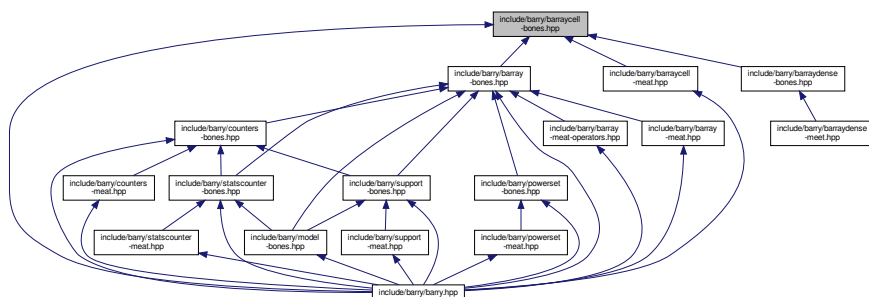 include/barry/barraycell
-bones.hpp
include/barry/barray
-bones.hpp
include/barry/barraycell
-meat.hpp
include/barry/barraydense
-bones.hpp
include/barry/counters
-bones.hpp
include/barry/barray
-meat-operators.hpp
include/barry/barray
-meat.hpp
include/barry/barraydense
-meet.hpp
include/barry/counters
-meat.hpp
include/barry/statscounter
-bones.hpp
include/barry/support
-bones.hpp
include/barry/powerset
-bones.hpp
include/barry/statscounter
-meat.hpp
include/barry/model
-bones.hpp
include/barry/support
-meat.hpp
include/barry/powerset
-meat.hpp
include/barry/barry.hpp